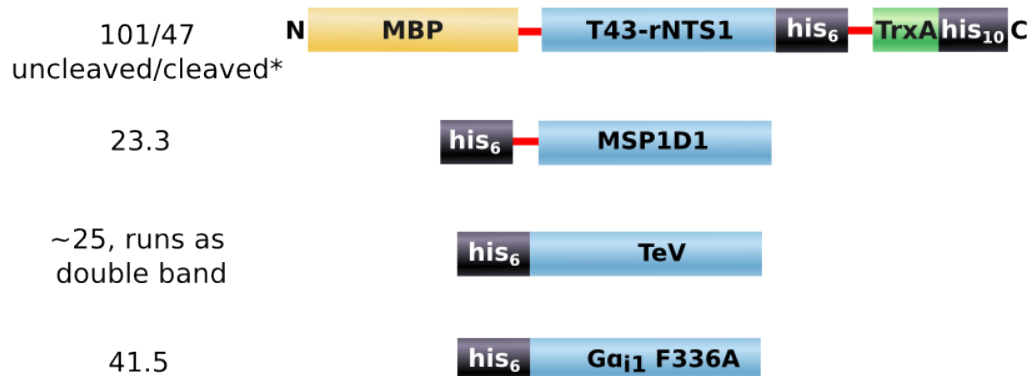 101/47
uncleaved/cleaved*
N MBP T43-rNTS1 his₆ TrxA his₁₀ C
23.3
his₆ MSP1D1
~25, runs as
double band
his₆ TeV
41.5
his₆ Gαᵢ₁ F336A